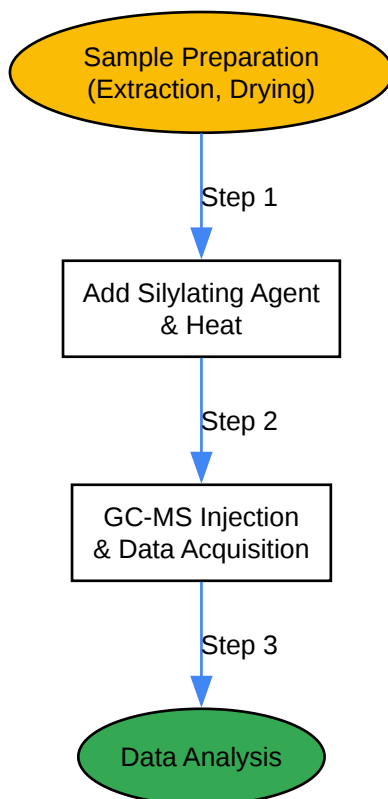 Sample Preparation
(Extraction, Drying)
Step 1
Add Silylating Agent
& Heat
Step 2
GC-MS Injection
& Data Acquisition
Step 3
Data Analysis